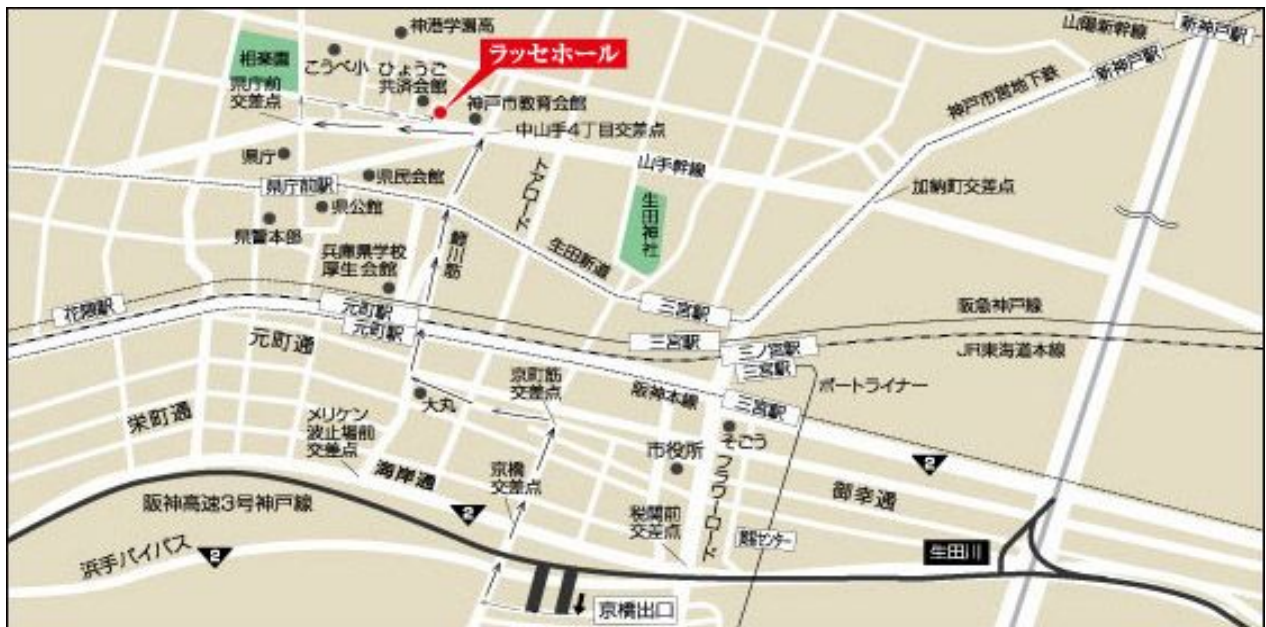 神港学園高
山陽新幹線
新神戸駅
ラッセホール
相楽園
こうべ小
ひょうご
共済会館
新神戸駅
神戸市営地下鉄
県庁前
交差点
神戸市教育会館
中山手4丁目交差点
県庁
山手幹線
県民会館
トアロード
県庁前駅
加納町交差点
県公館
生田神社
県警本部
鯉川筋
生田新道
兵庫県学校
厚生会館
花隈駅
元町駅
三宮駅
阪急神戸線
元町駅
元町通
三宮駅
三ノ宮駅
JR東海道本線
三宮駅
京町筋
交差点
阪神本線
ポートライナー
大丸
三宮駅
栄町通
メリケン
波止場前
交差点
そごう
市役所
2
海岸通
京橋
交差点
フラワーロード
御幸通
阪神高速3号神戸線
2
税関前
交差点
浜手バイパス
2
生田川
京橋出口